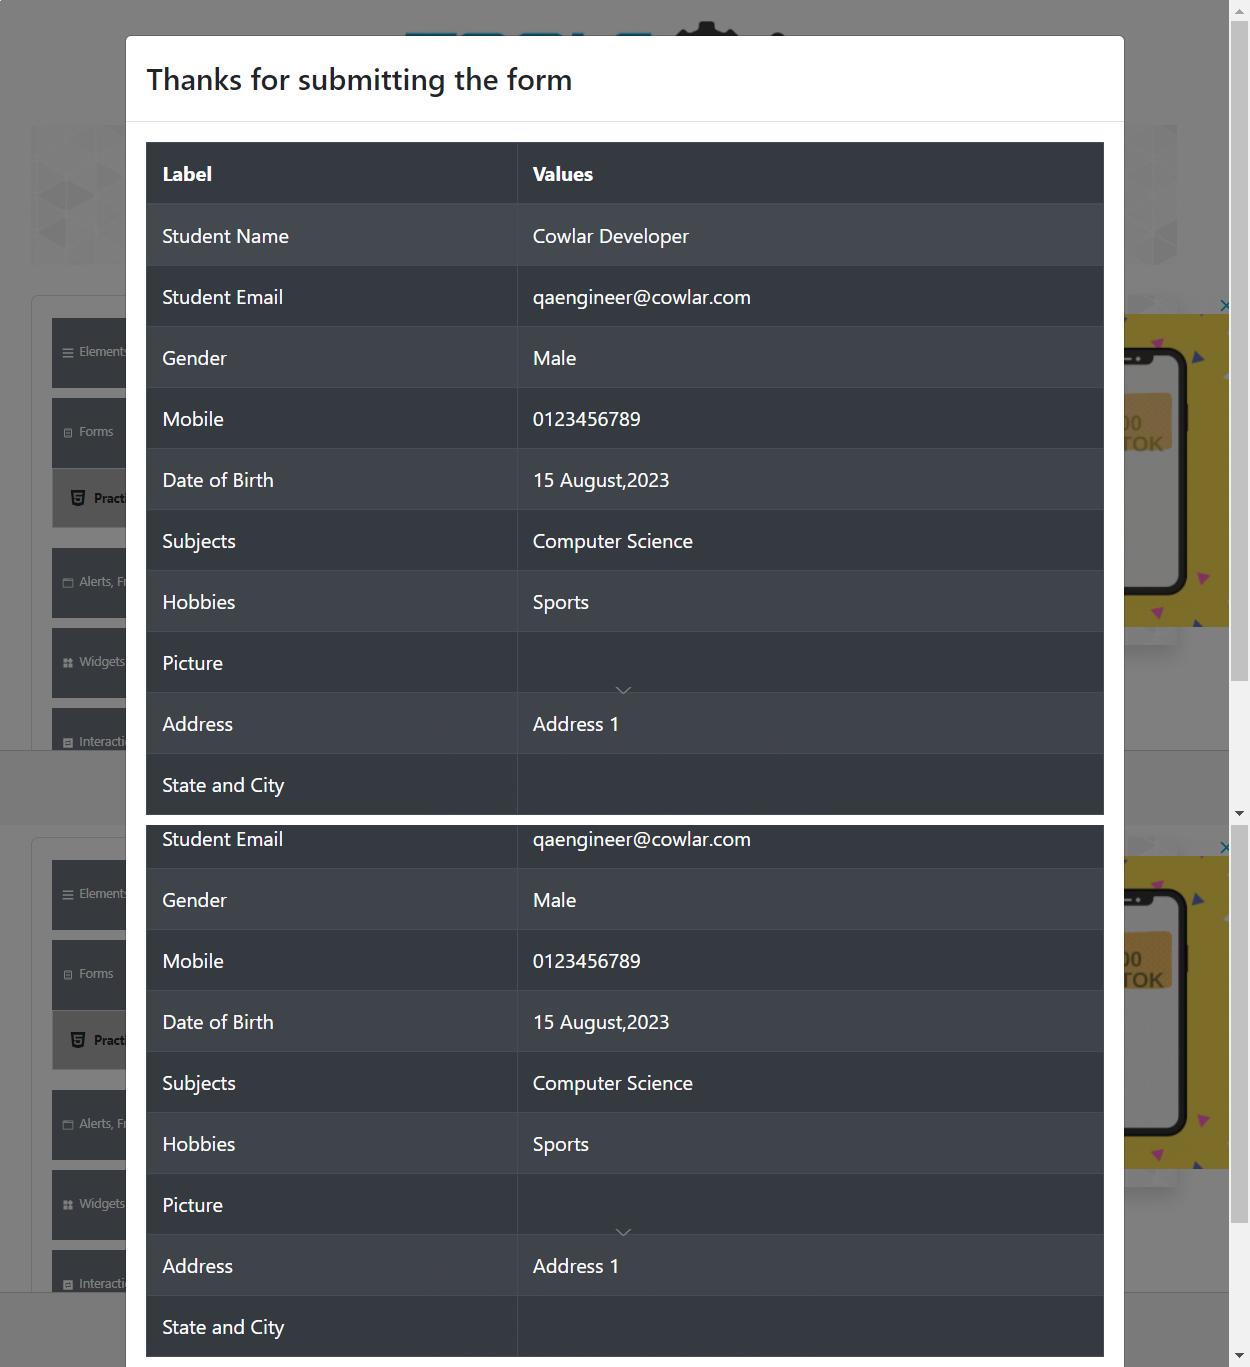 Thanks for submitting the form
Label Values
Student Name Cowlar Developer
Student Email qaengineer@cowlar.com
Gender Male
Mobile 0123456789
Date of Birth 15 August,2023
Subjects Computer Science
Hobbies Sports
Picture
Address Address 1
State and City
Elements
Forms
Practi
Alerts, Fr
Widgets
Interacti
00
TOK
Student Email qaengineer@cowlar.com
Gender Male
Mobile 0123456789
Date of Birth 15 August,2023
Subjects Computer Science
Hobbies Sports
Picture
Address Address 1
State and City
Elements
Forms
Practi
Alerts, Fr
Widgets
Interacti
00
TOK